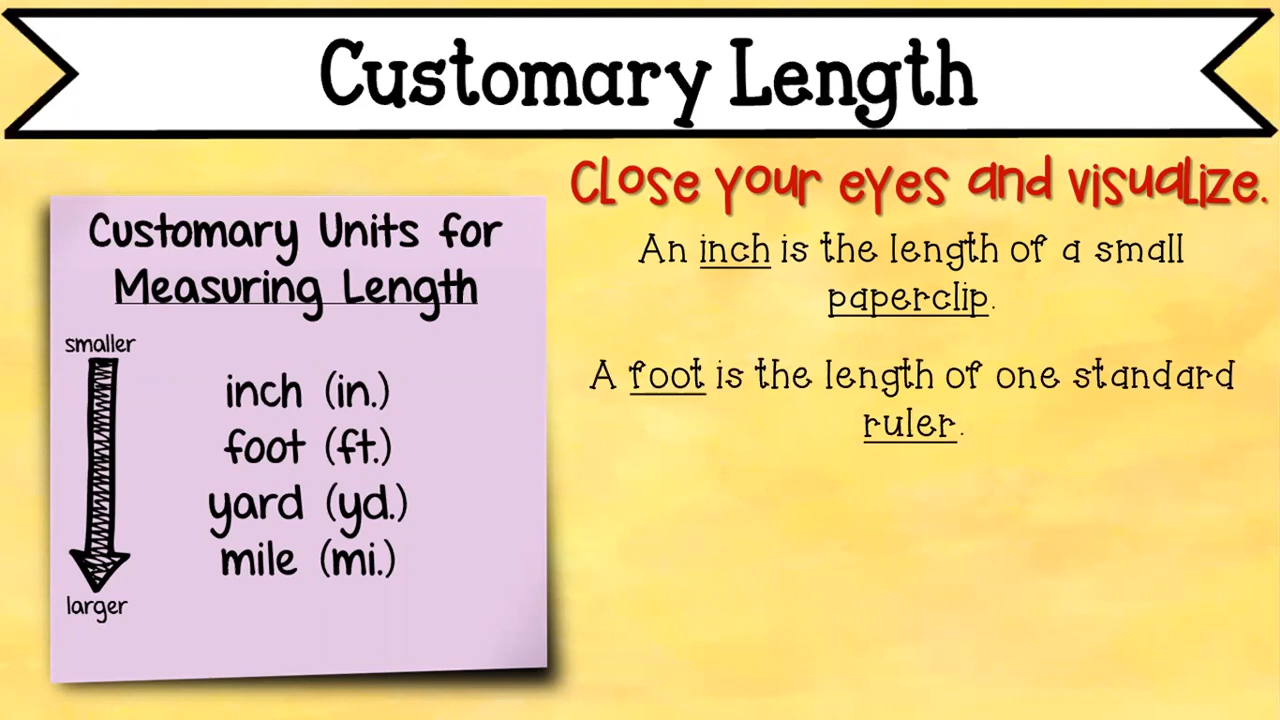 Customary Length
Customary Units for
Measuring Length
smaller
inch (in.)
foot (ft.)
yard (yd.)
mile (mi.)
larger
Close your eyes and visualize.
An inch is the length of a small
paperclip.
A foot is the length of one standard
ruler.